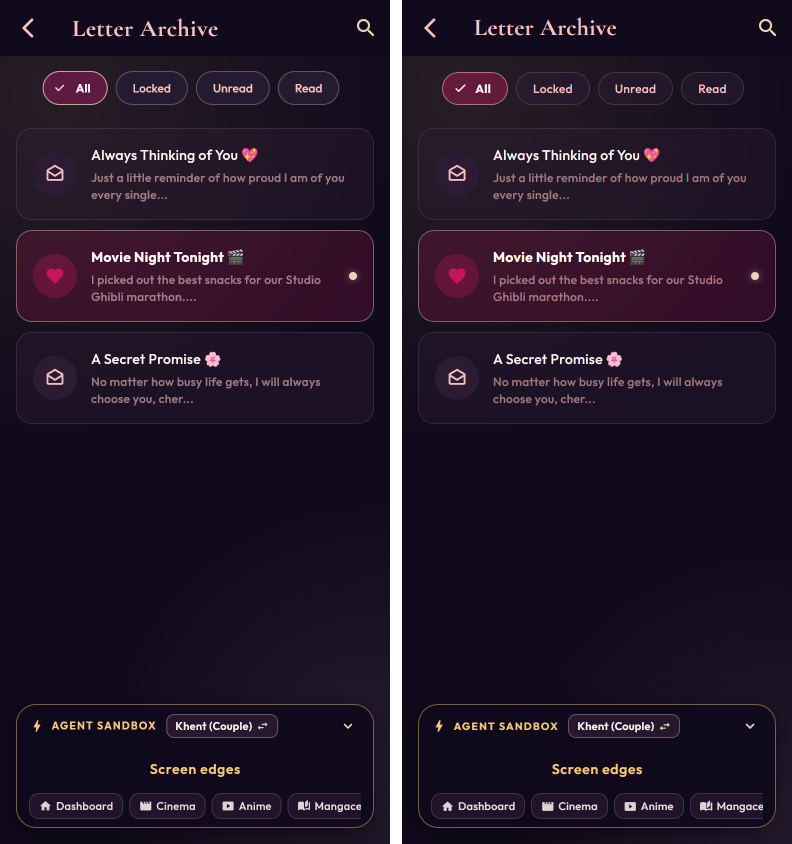 Letter Archive
All Locked Unread Read
Always Thinking of You 💖
Just a little reminder of how proud I am of you
every single...
Movie Night Tonight 🎬
I picked out the best snacks for our Studio
Ghibli marathon....
A Secret Promise 🌸
No matter how busy life gets, I will always
choose you, cher...
AGENT SANDBOX Khent (Couple)
Screen edges
Dashboard Cinema Anime Mangace
Letter Archive
All Locked Unread Read
Always Thinking of You 💖
Just a little reminder of how proud I am of you
every single...
Movie Night Tonight 🎬
I picked out the best snacks for our Studio
Ghibli marathon....
A Secret Promise 🌸
No matter how busy life gets, I will always
choose you, cher...
AGENT SANDBOX Khent (Couple)
Screen edges
Dashboard Cinema Anime Mangace